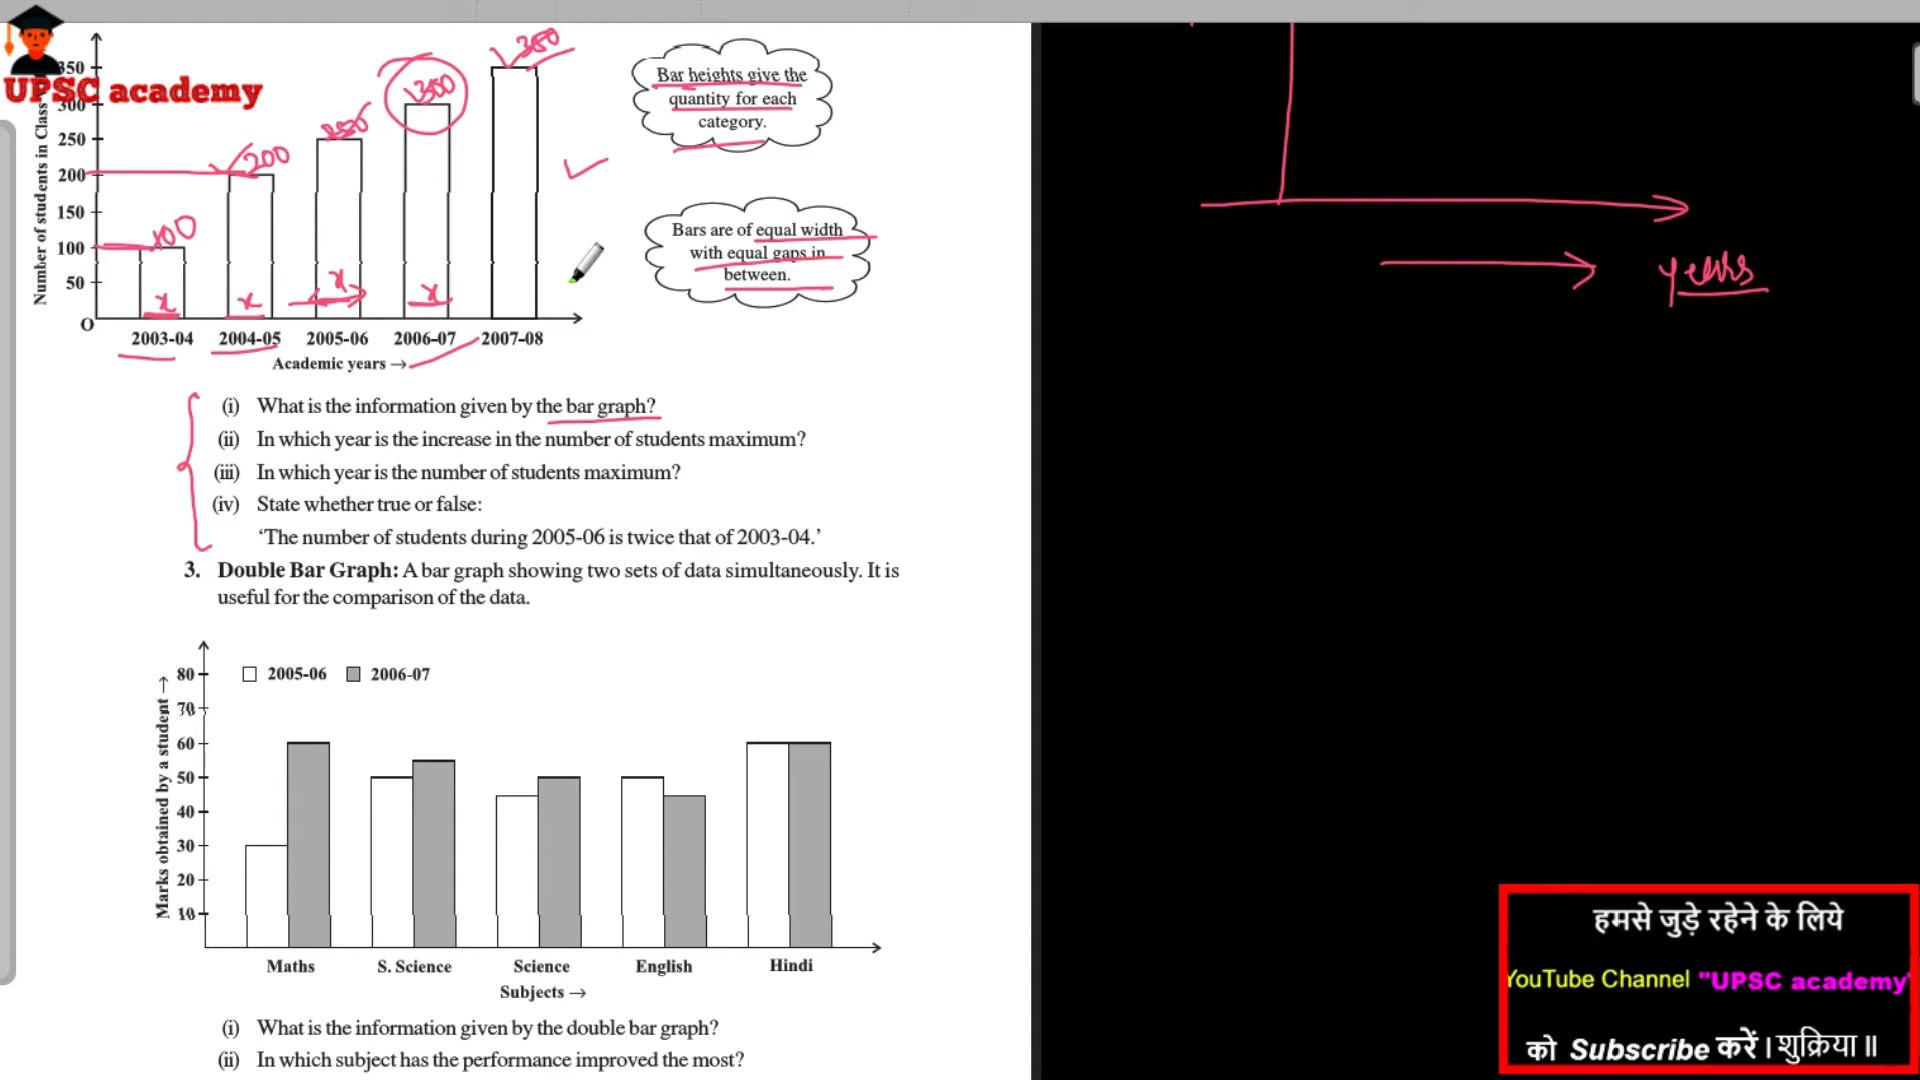 UPSC academy
350
300
250
200
150
100
50
O
Number of students in Class
100
200
250
300
350
x
x
x
x
2003-04 2004-05 2005-06 2006-07 2007-08
Academic years →
Bar heights give the
quantity for each
category.
Bars are of equal width
with equal gaps in
between.
years
(i) What is the information given by the bar graph?
(ii) In which year is the increase in the number of students maximum?
(iii) In which year is the number of students maximum?
(iv) State whether true or false:
‘The number of students during 2005-06 is twice that of 2003-04.’
3. Double Bar Graph: A bar graph showing two sets of data simultaneously. It is
useful for the comparison of the data.
2005-06 2006-07
80
70
60
50
40
30
20
10
Marks obtained by a student →
Maths S. Science Science English Hindi
Subjects →
(i) What is the information given by the double bar graph?
(ii) In which subject has the performance improved the most?
हमसे जुड़े रहेने के लिये
YouTube Channel "UPSC academy"
को Subscribe करें । शुक्रिया ॥